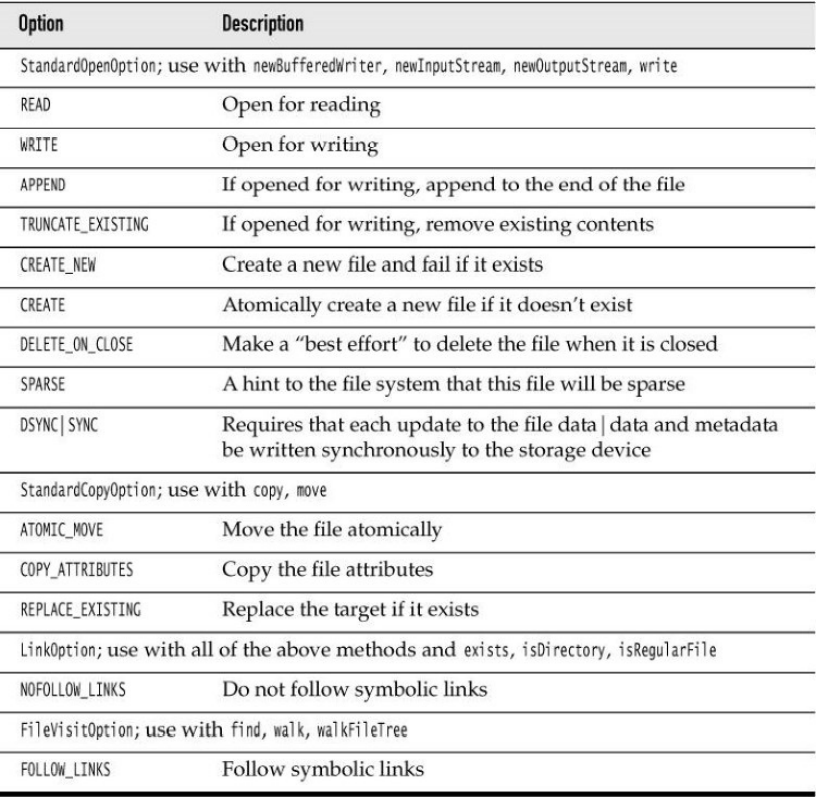 Option Description
StandardOpenOption; use with newBufferedWriter, newInputStream, newOutputStream, write
READ Open for reading
WRITE Open for writing
APPEND If opened for writing, append to the end of the file
TRUNCATE_EXISTING If opened for writing, remove existing contents
CREATE_NEW Create a new file and fail if it exists
CREATE Atomically create a new file if it doesn’t exist
DELETE_ON_CLOSE Make a “best effort” to delete the file when it is closed
SPARSE A hint to the file system that this file will be sparse
DSYNC|SYNC Requires that each update to the file data|data and metadata
be written synchronously to the storage device
StandardCopyOption; use with copy, move
ATOMIC_MOVE Move the file atomically
COPY_ATTRIBUTES Copy the file attributes
REPLACE_EXISTING Replace the target if it exists
LinkOption; use with all of the above methods and exists, isDirectory, isRegularFile
NOFOLLOW_LINKS Do not follow symbolic links
FileVisitOption; use with find, walk, walkFileTree
FOLLOW_LINKS Follow symbolic links